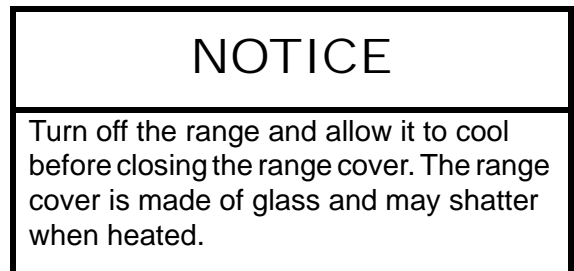 NOTICE
Turn off the range and allow it to cool
before closing the range cover. The range
cover is made of glass and may shatter
when heated.